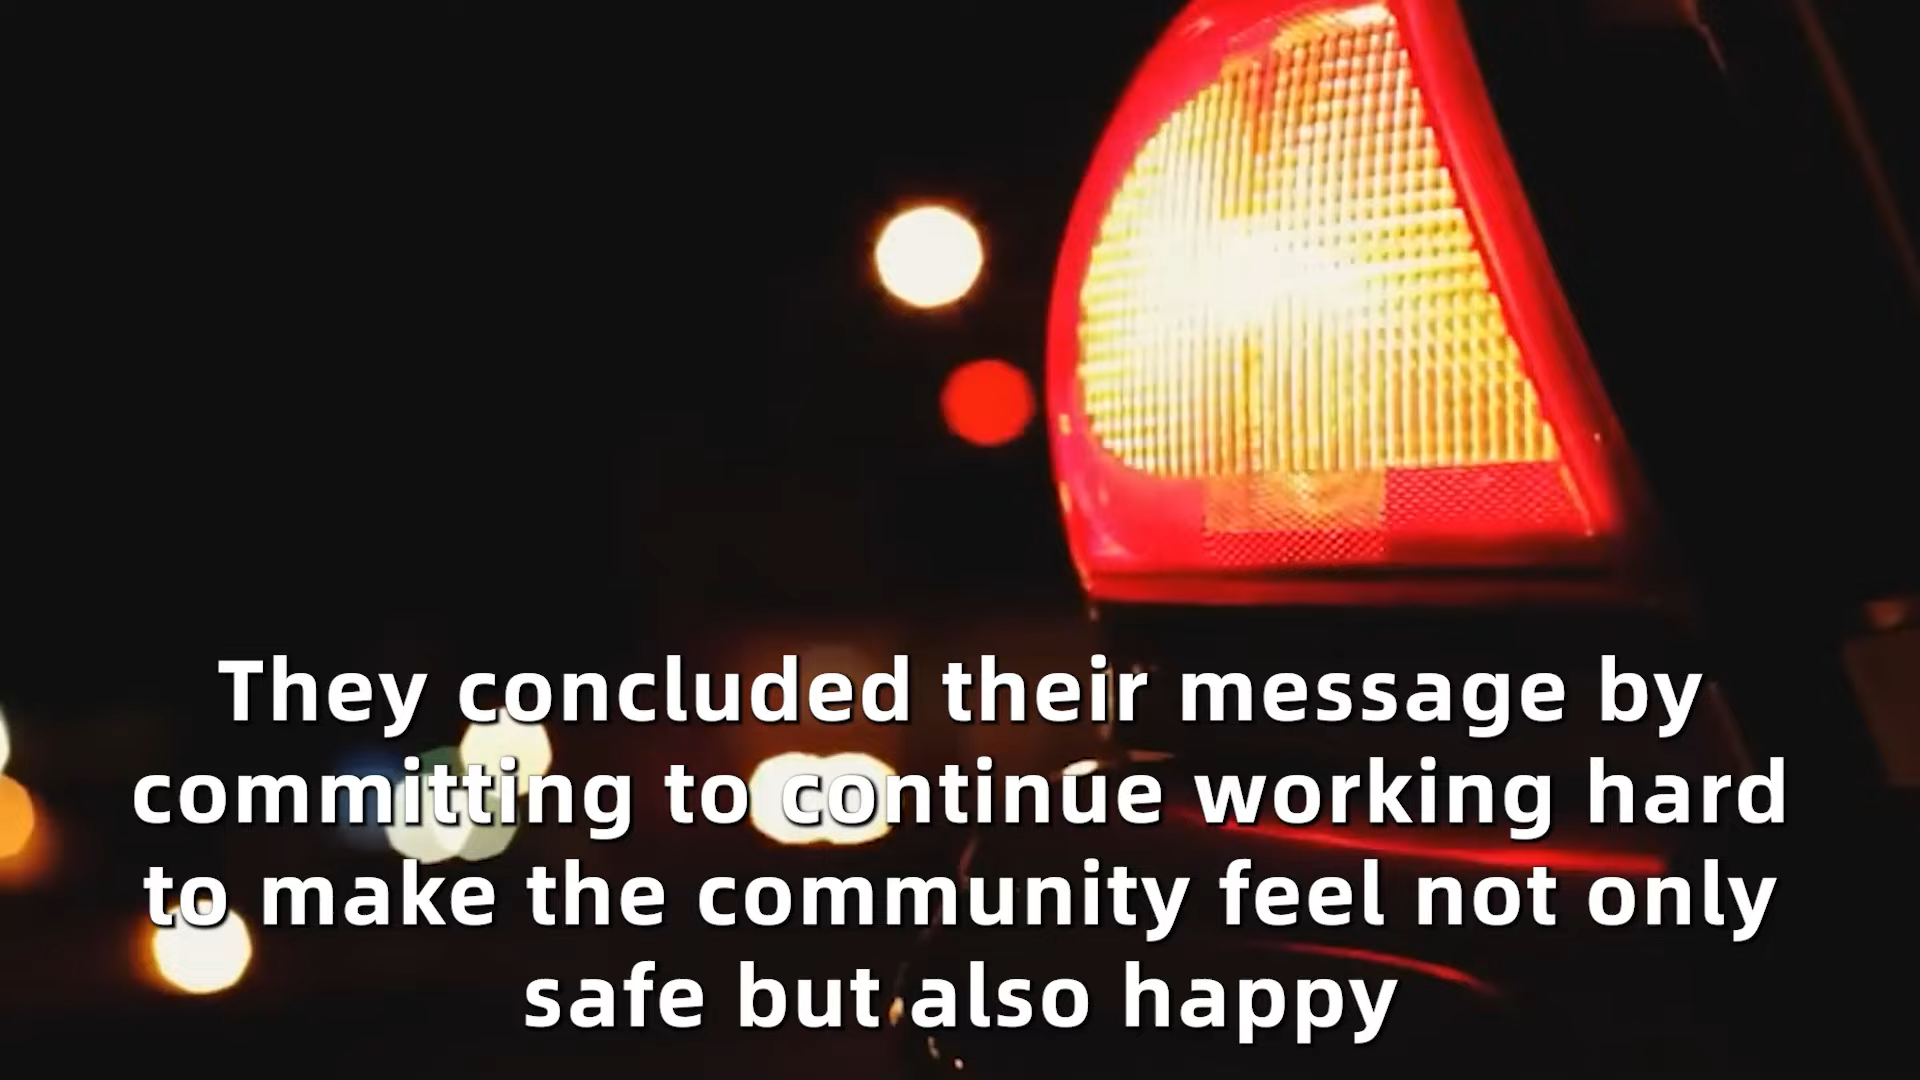 They concluded their message by
committing to continue working hard
to make the community feel not only
safe but also happy